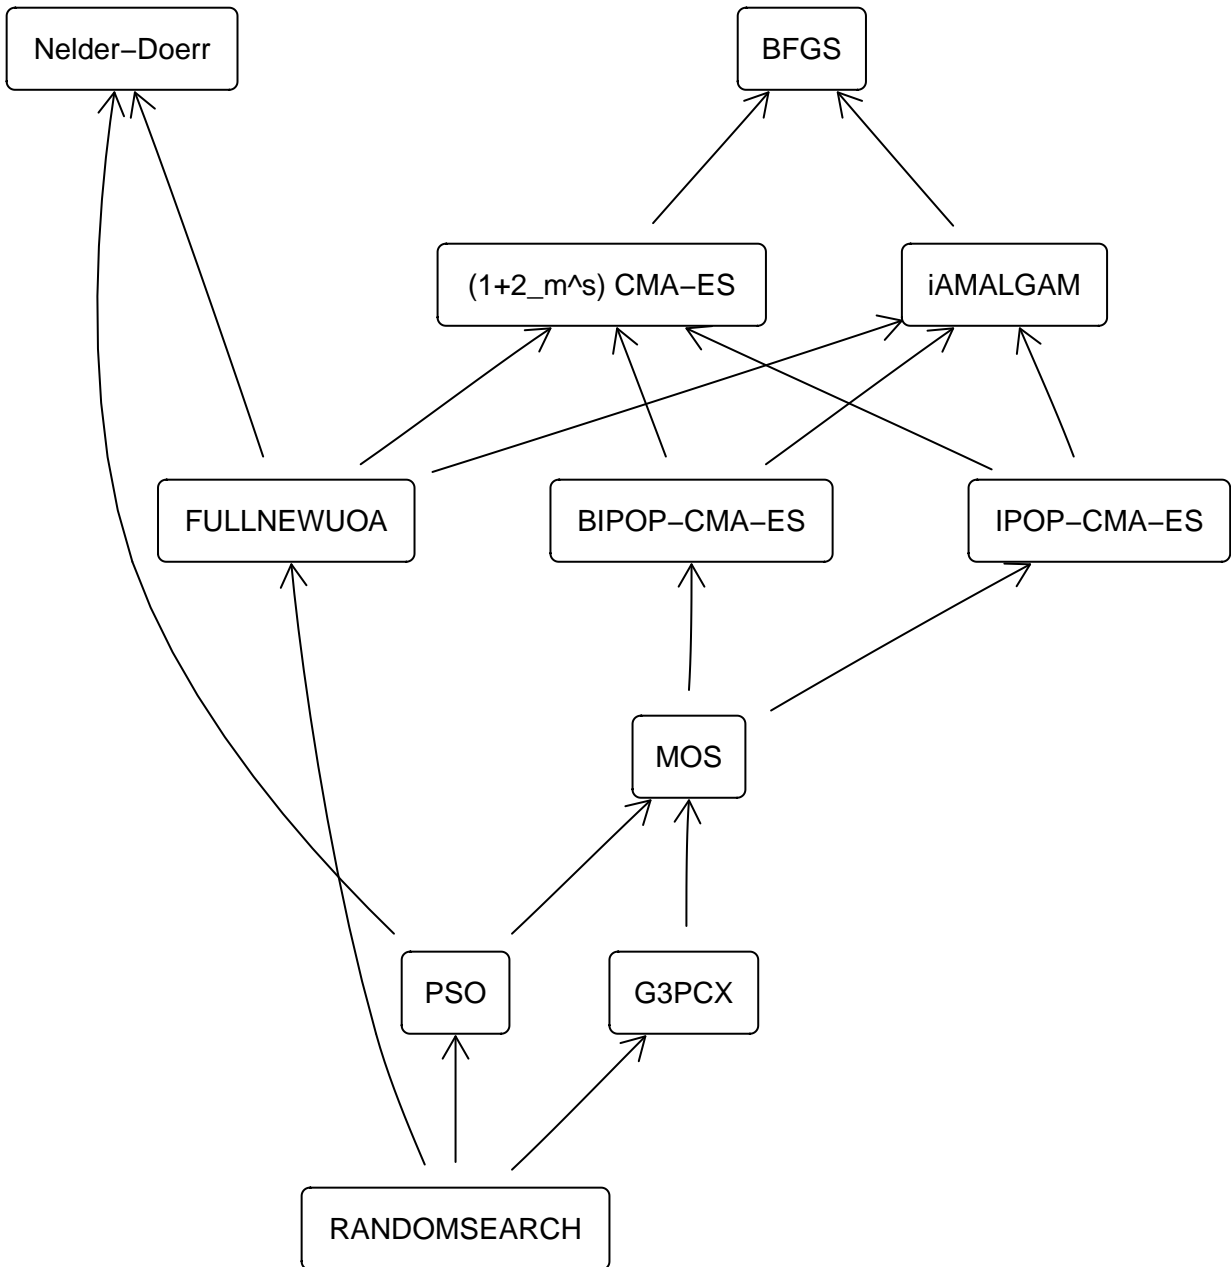 Nelder−Doerr
BFGS
(1+2_m^s) CMA−ES
iAMALGAM
FULLNEWUOA
BIPOP−CMA−ES
IPOP−CMA−ES
MOS
PSO
G3PCX
RANDOMSEARCH